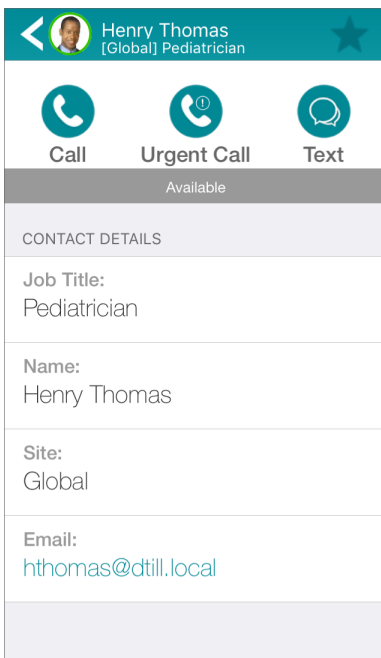 Henry Thomas
[Global] Pediatrician
Call Urgent Call Text
Available
CONTACT DETAILS
Job Title:
Pediatrician
Name:
Henry Thomas
Site:
Global
Email:
hthomas@dtill.local